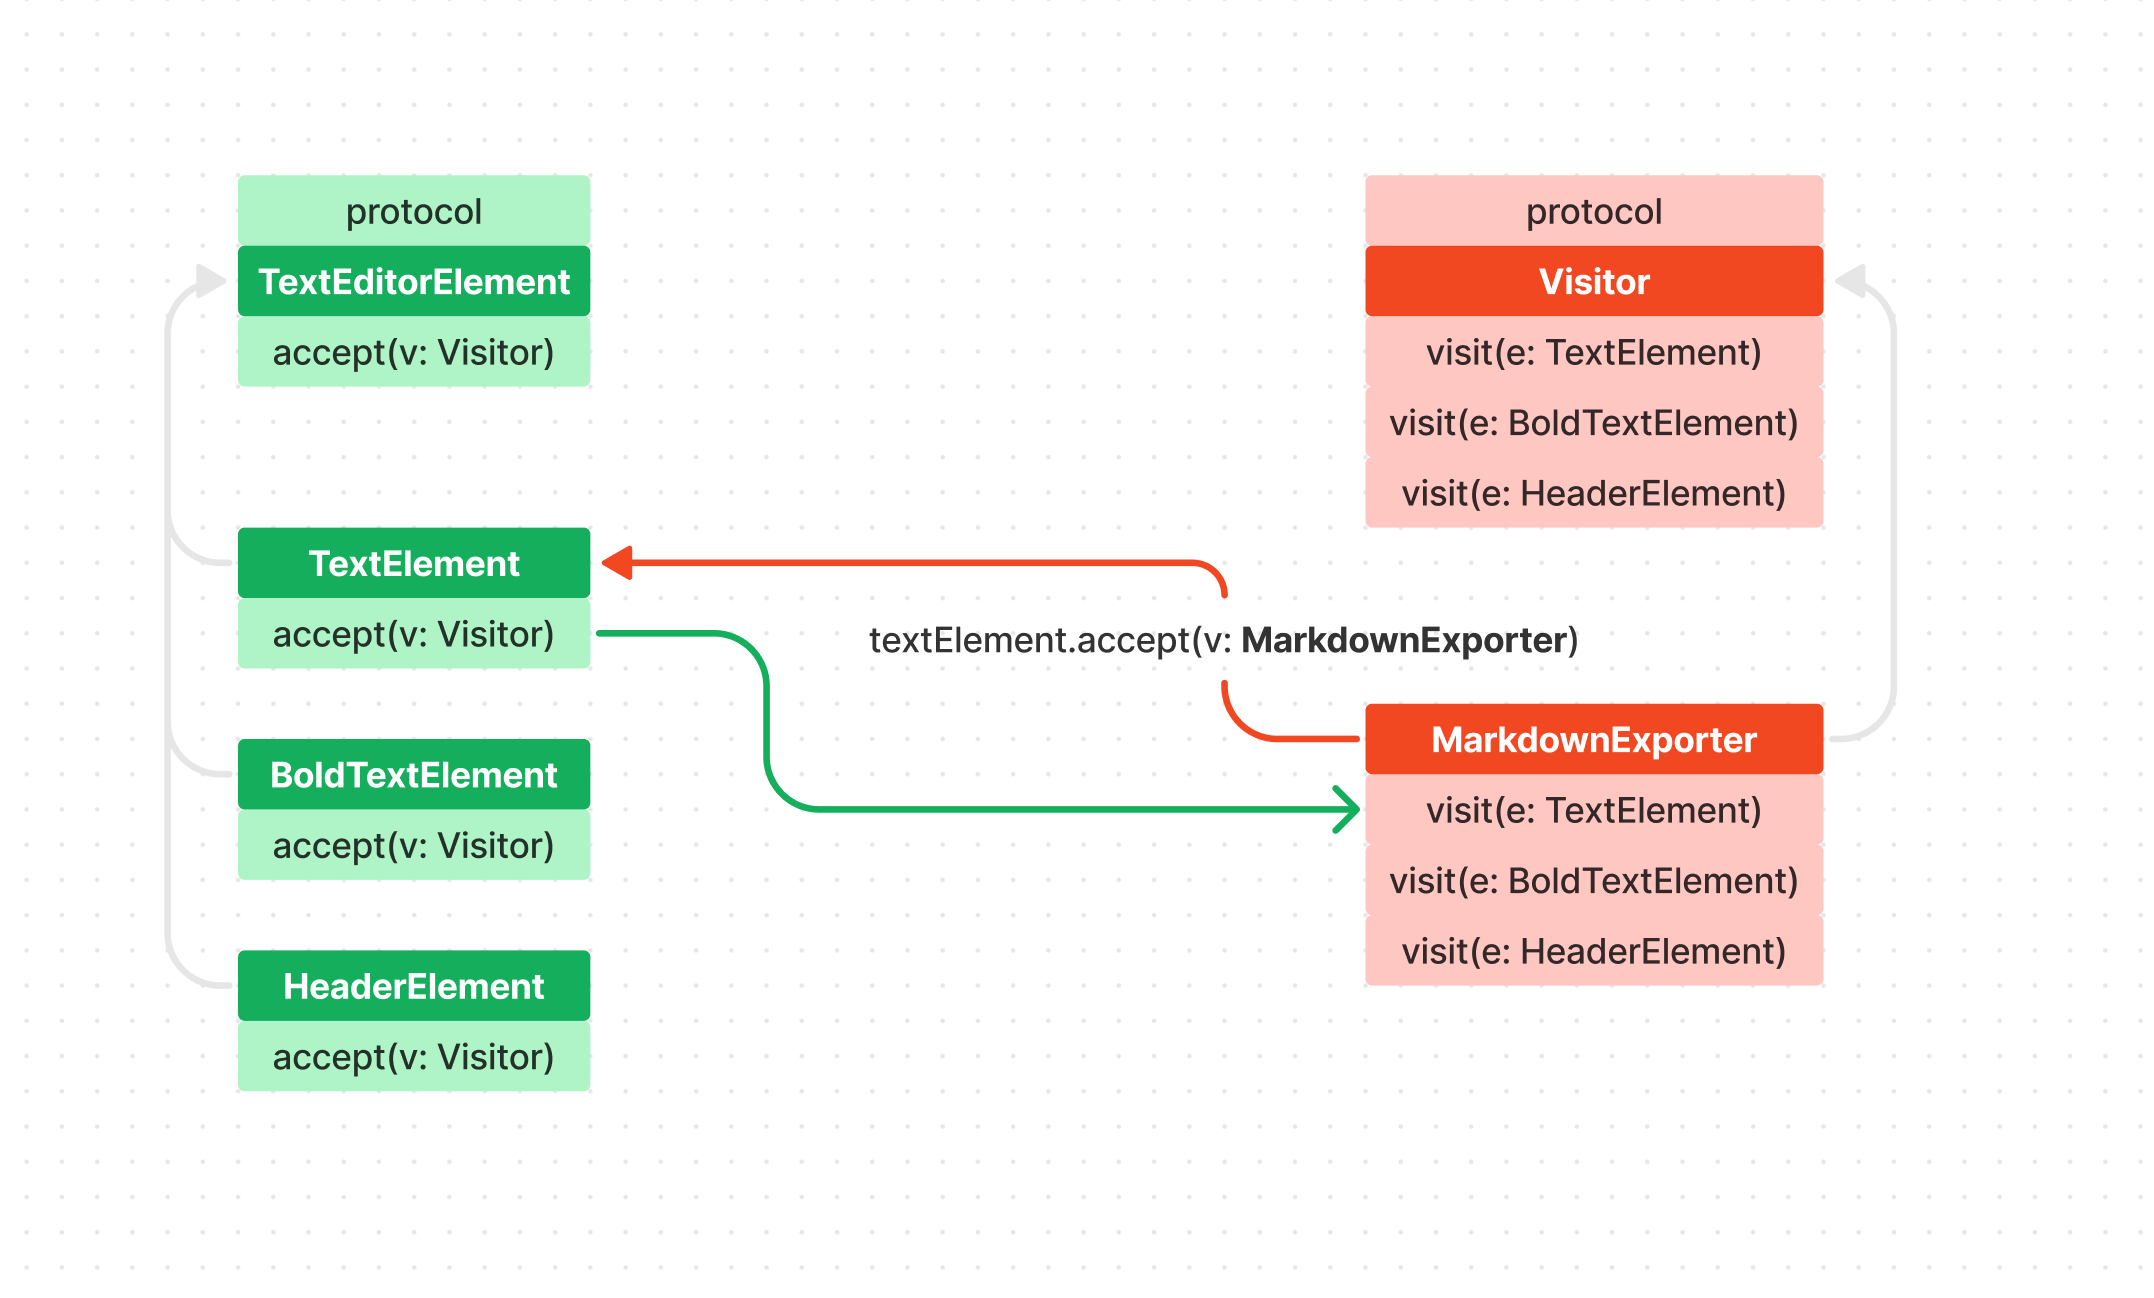 protocol
TextEditorElement
accept(v: Visitor)
TextElement
accept(v: Visitor)
BoldTextElement
accept(v: Visitor)
HeaderElement
accept(v: Visitor)
textElement.accept(v: MarkdownExporter)
protocol
Visitor
visit(e: TextElement)
visit(e: BoldTextElement)
visit(e: HeaderElement)
MarkdownExporter
visit(e: TextElement)
visit(e: BoldTextElement)
visit(e: HeaderElement)